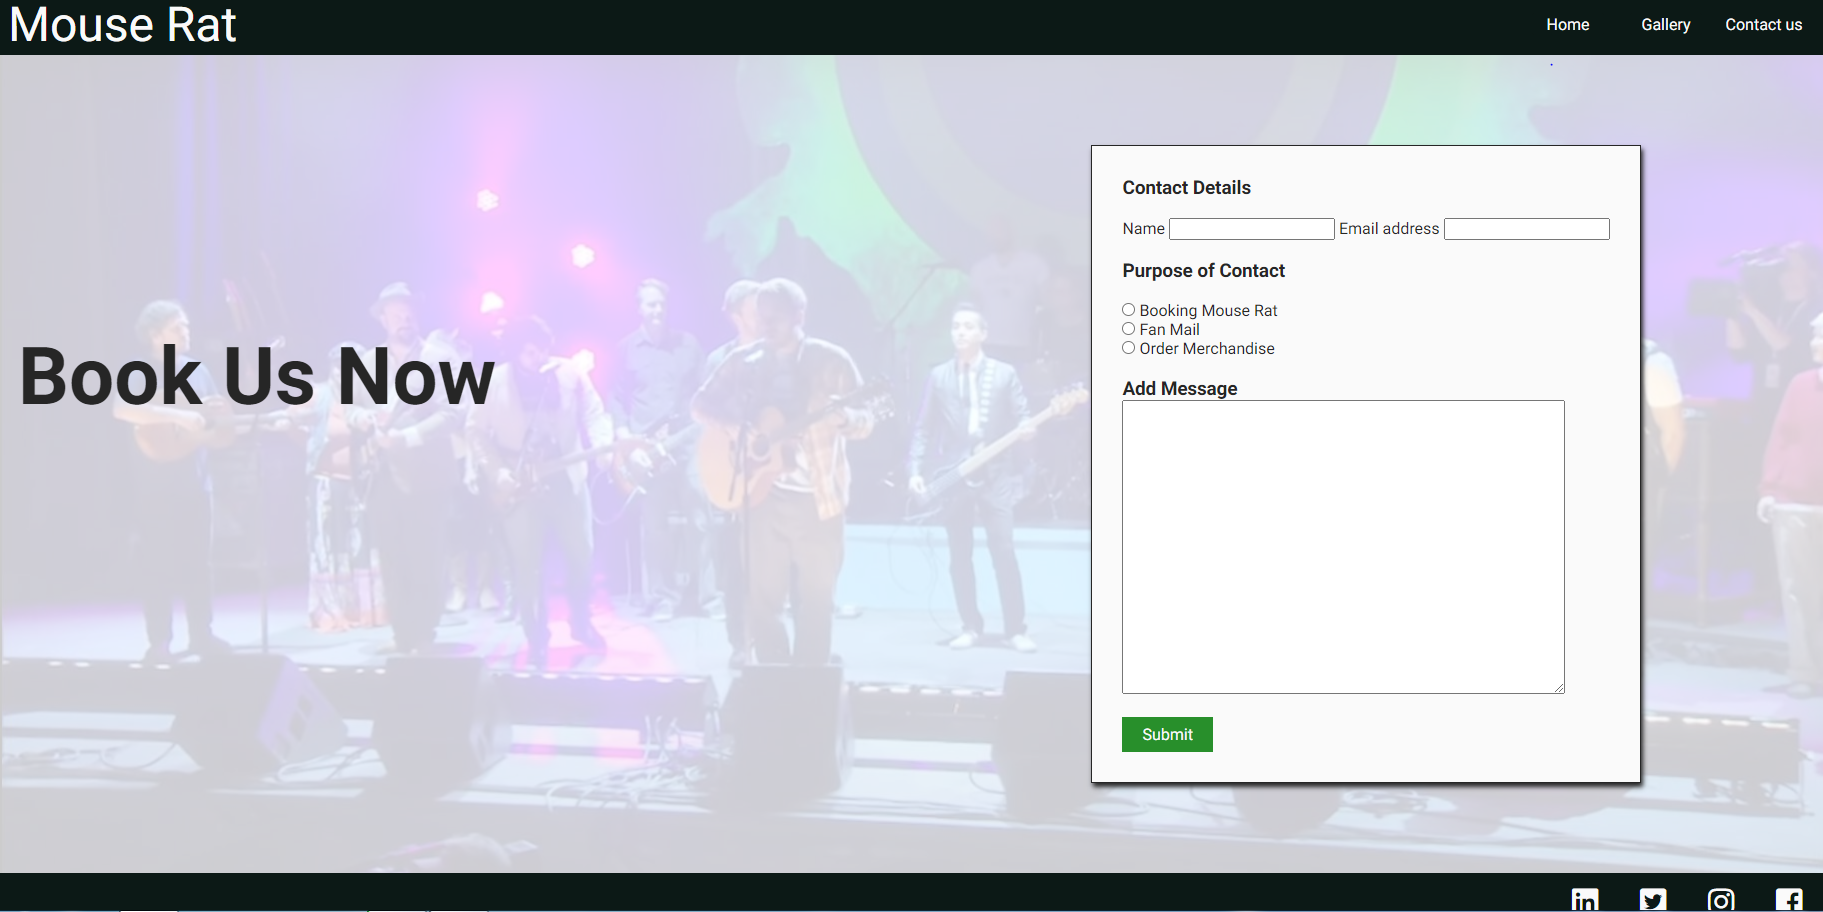 Mouse Rat
Home Gallery Contact us
Book Us Now
Contact Details
Name Email address
Purpose of Contact
Booking Mouse Rat
Fan Mail
Order Merchandise
Add Message
Submit